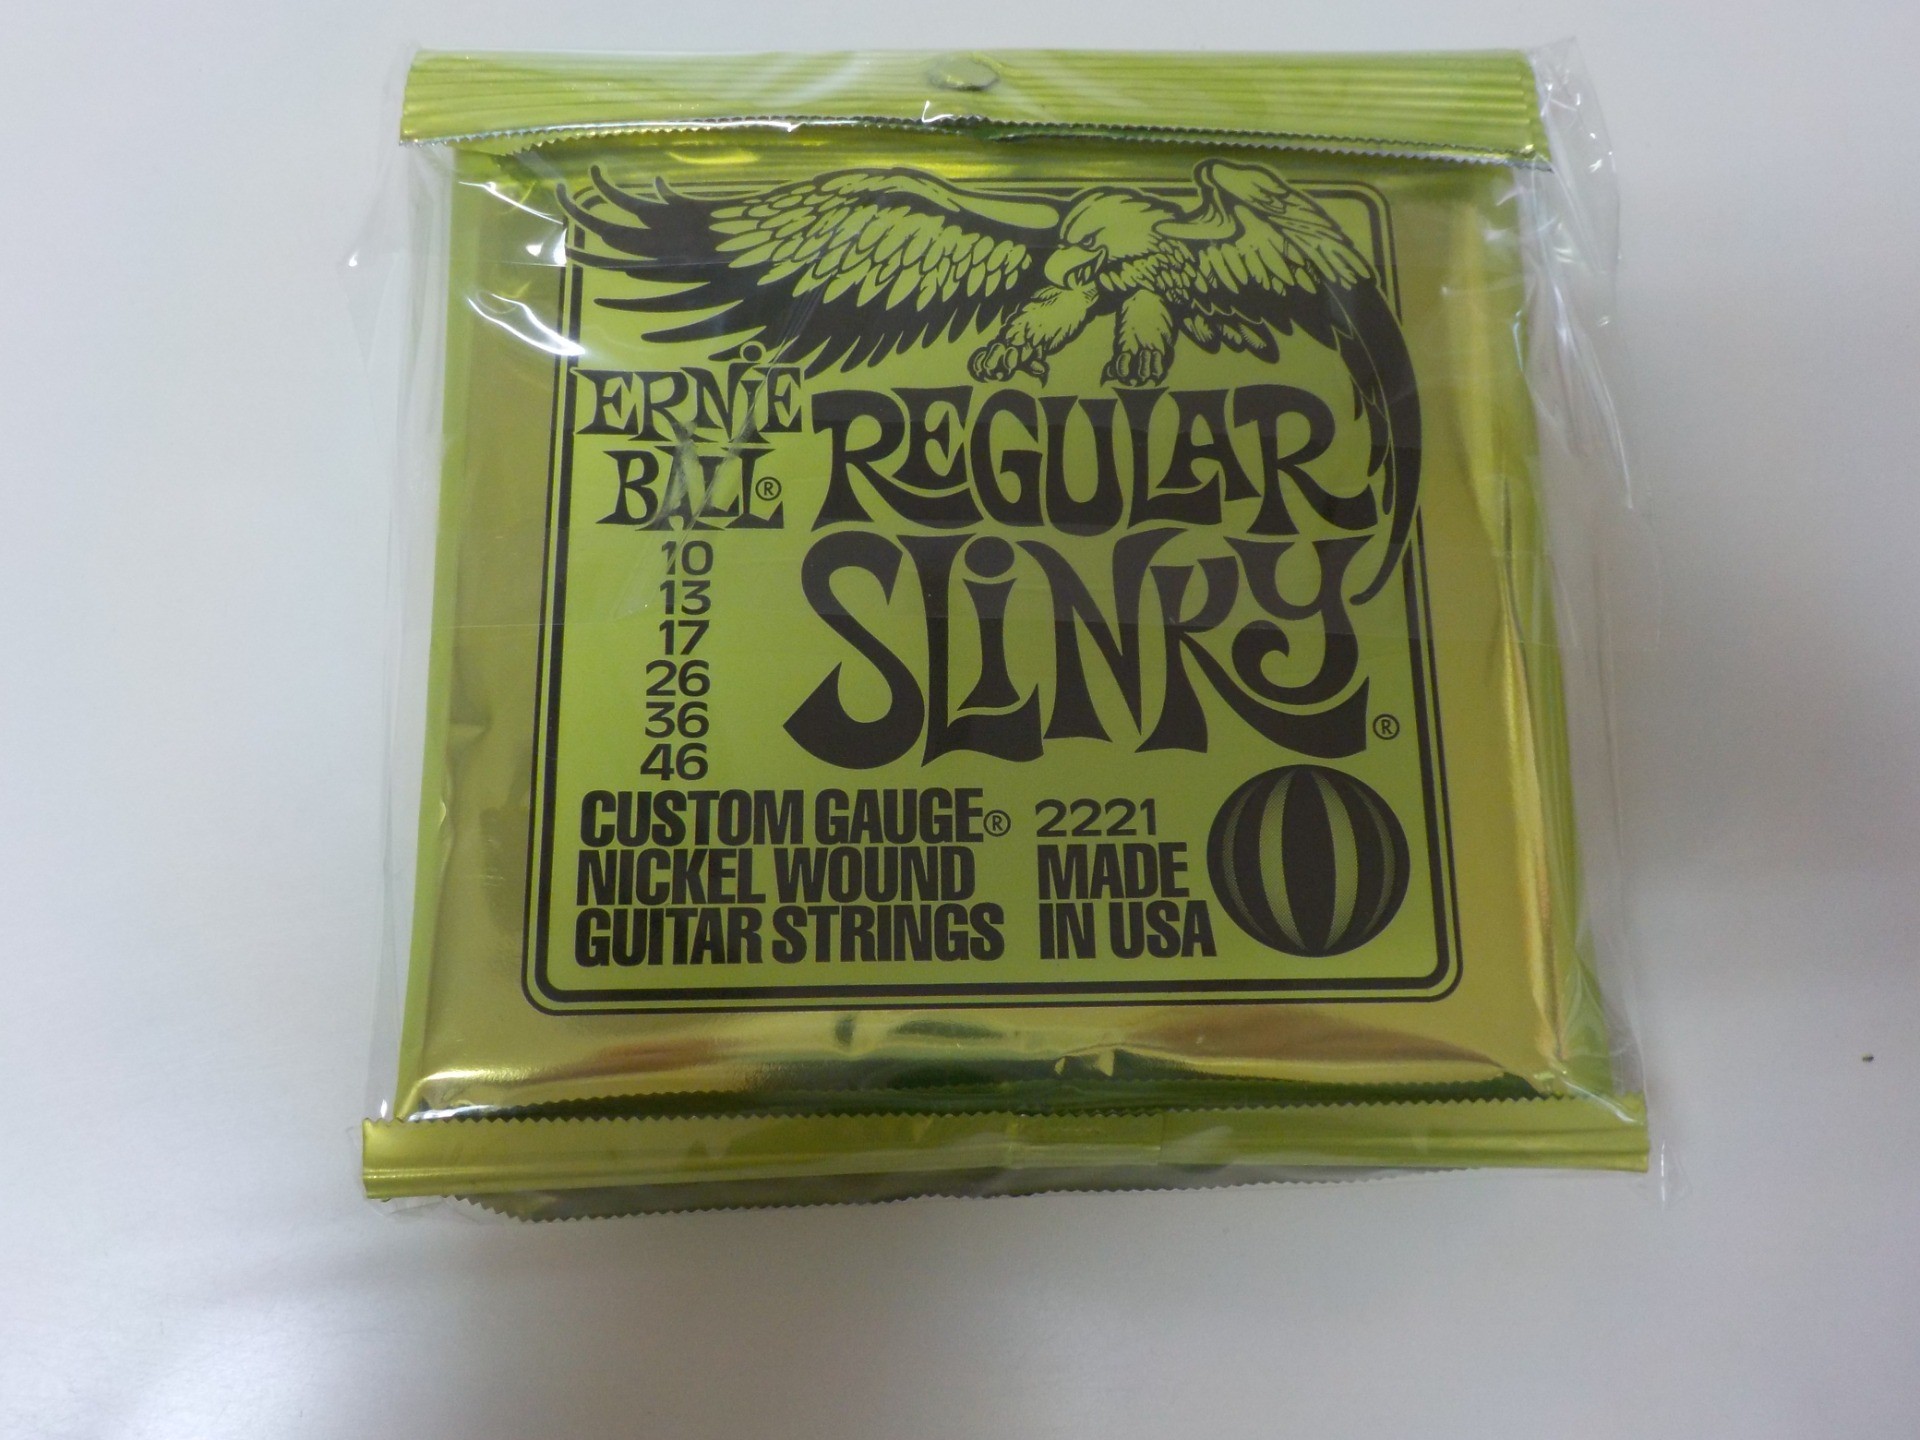 ERNiE
BALL®
REGULAR
SLiNKY®
10
13
17
26
36
46
CUSTOM GAUGE®
NICKEL WOUND
GUITAR STRINGS
2221
MADE
IN USA